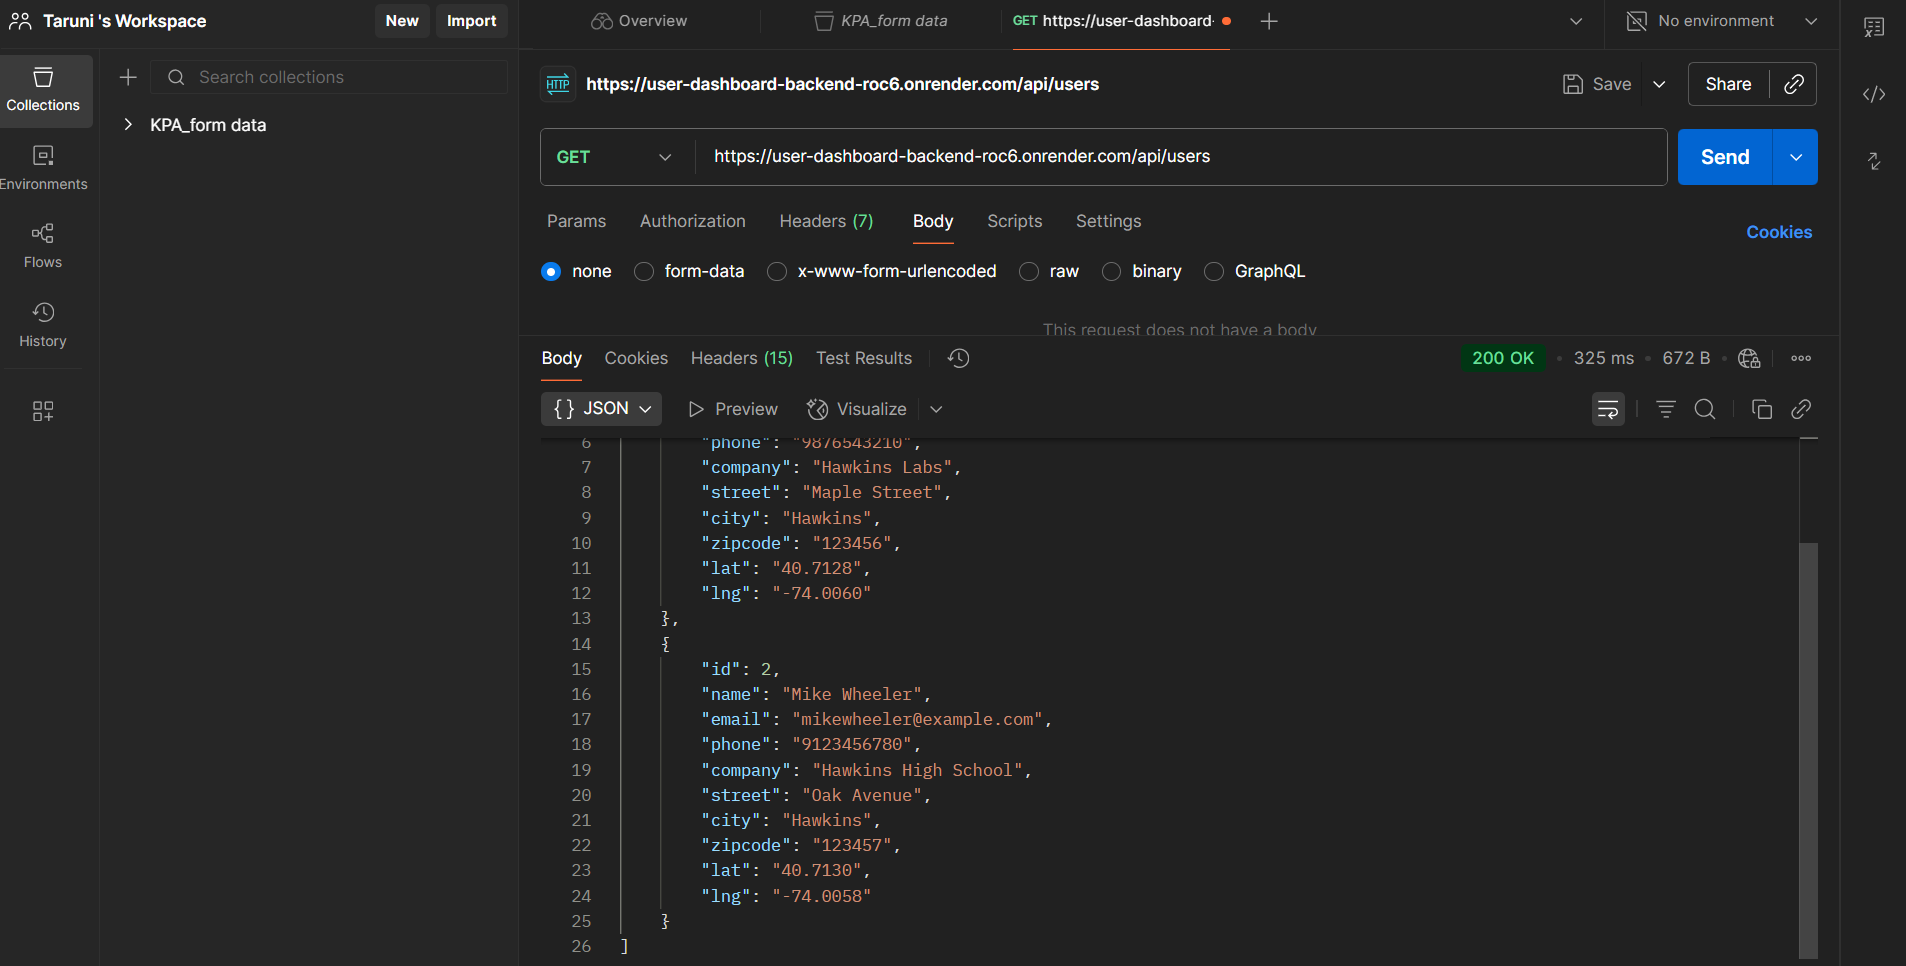 Taruni 's Workspace
New
Import
Overview
KPA_form data
GET https://user-dashboard-
No environment
Collections
Environments
Flows
History
Search collections
KPA_form data
HTTP
https://user-dashboard-backend-roc6.onrender.com/api/users
Save
Share
GET
https://user-dashboard-backend-roc6.onrender.com/api/users
Send
Params
Authorization
Headers (7)
Body
Scripts
Settings
Cookies
none
form-data
x-www-form-urlencoded
raw
binary
GraphQL
This request does not have a body
Body
Cookies
Headers (15)
Test Results
200 OK
325 ms
672 B
{} JSON
Preview
Visualize
6 "phone": "9876543210",
7 "company": "Hawkins Labs",
8 "street": "Maple Street",
9 "city": "Hawkins",
10 "zipcode": "123456",
11 "lat": "40.7128",
12 "lng": "-74.0060"
13 },
14 {
15 "id": 2,
16 "name": "Mike Wheeler",
17 "email": "mikewheeler@example.com",
18 "phone": "9123456780",
19 "company": "Hawkins High School",
20 "street": "Oak Avenue",
21 "city": "Hawkins",
22 "zipcode": "123457",
23 "lat": "40.7130",
24 "lng": "-74.0058"
25 }
26 ]